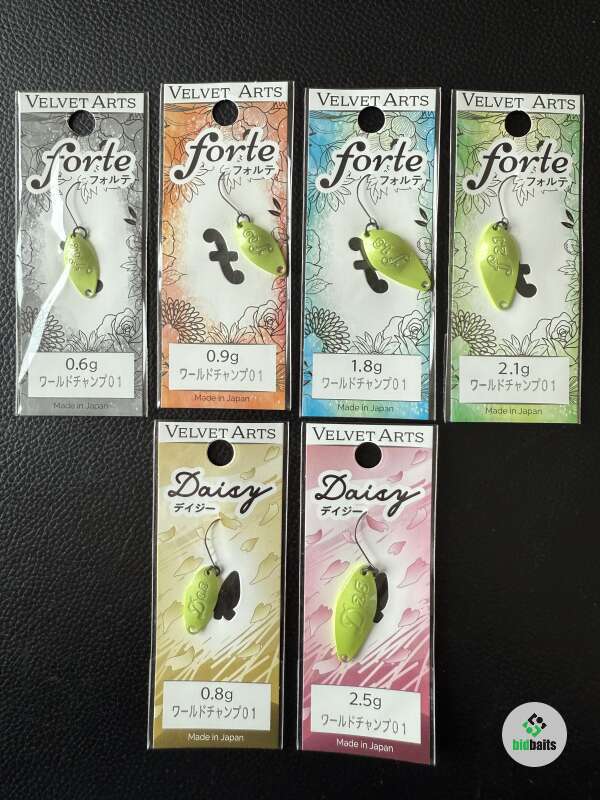 VELVET ARTS
forte
フォルテ
0.6g
ワールドチャンプ01
Made in Japan
VELVET ARTS
forte
フォルテ
0.9g
ワールドチャンプ01
Made in Japan
VELVET ARTS
forte
フォルテ
1.8g
ワールドチャンプ01
Made in Japan
VELVET ARTS
forte
フォルテ
2.1g
ワールドチャンプ01
Made in Japan
VELVET ARTS
Daisy
デイジー
0.8g
ワールドチャンプ01
Made in Japan
VELVET ARTS
Daisy
デイジー
2.5g
ワールドチャンプ01
Made in Japan
bidbaits